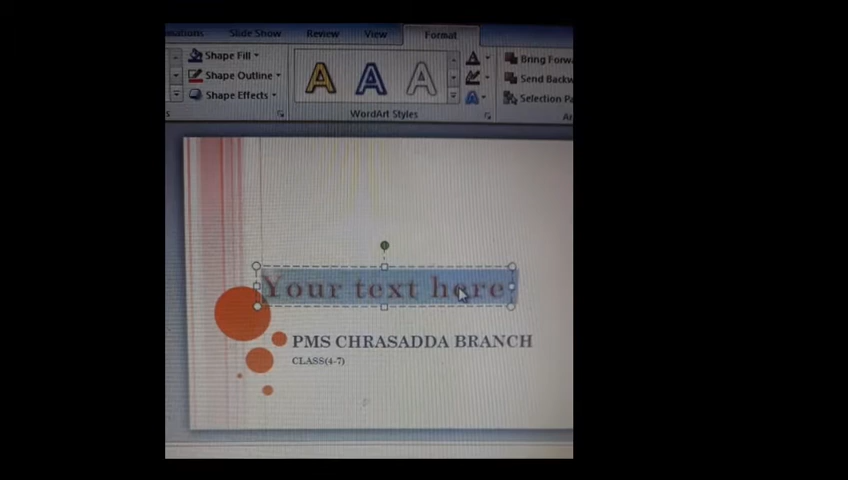 Slide Show Review View Format
Shape Fill
Shape Outline
Shape Effects
A A A A
A
WordArt Styles
Bring Forw
Send Backw
Selection Pa
Your text here
PMS CHRASADDA BRANCH
CLASS(4-7)